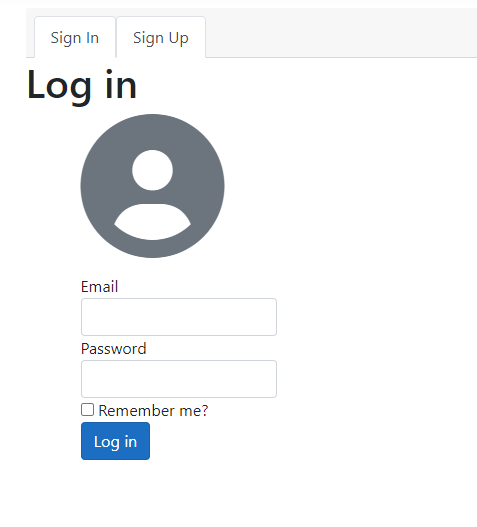 Sign In Sign Up
Log in
Email
Password
Remember me?
Log in